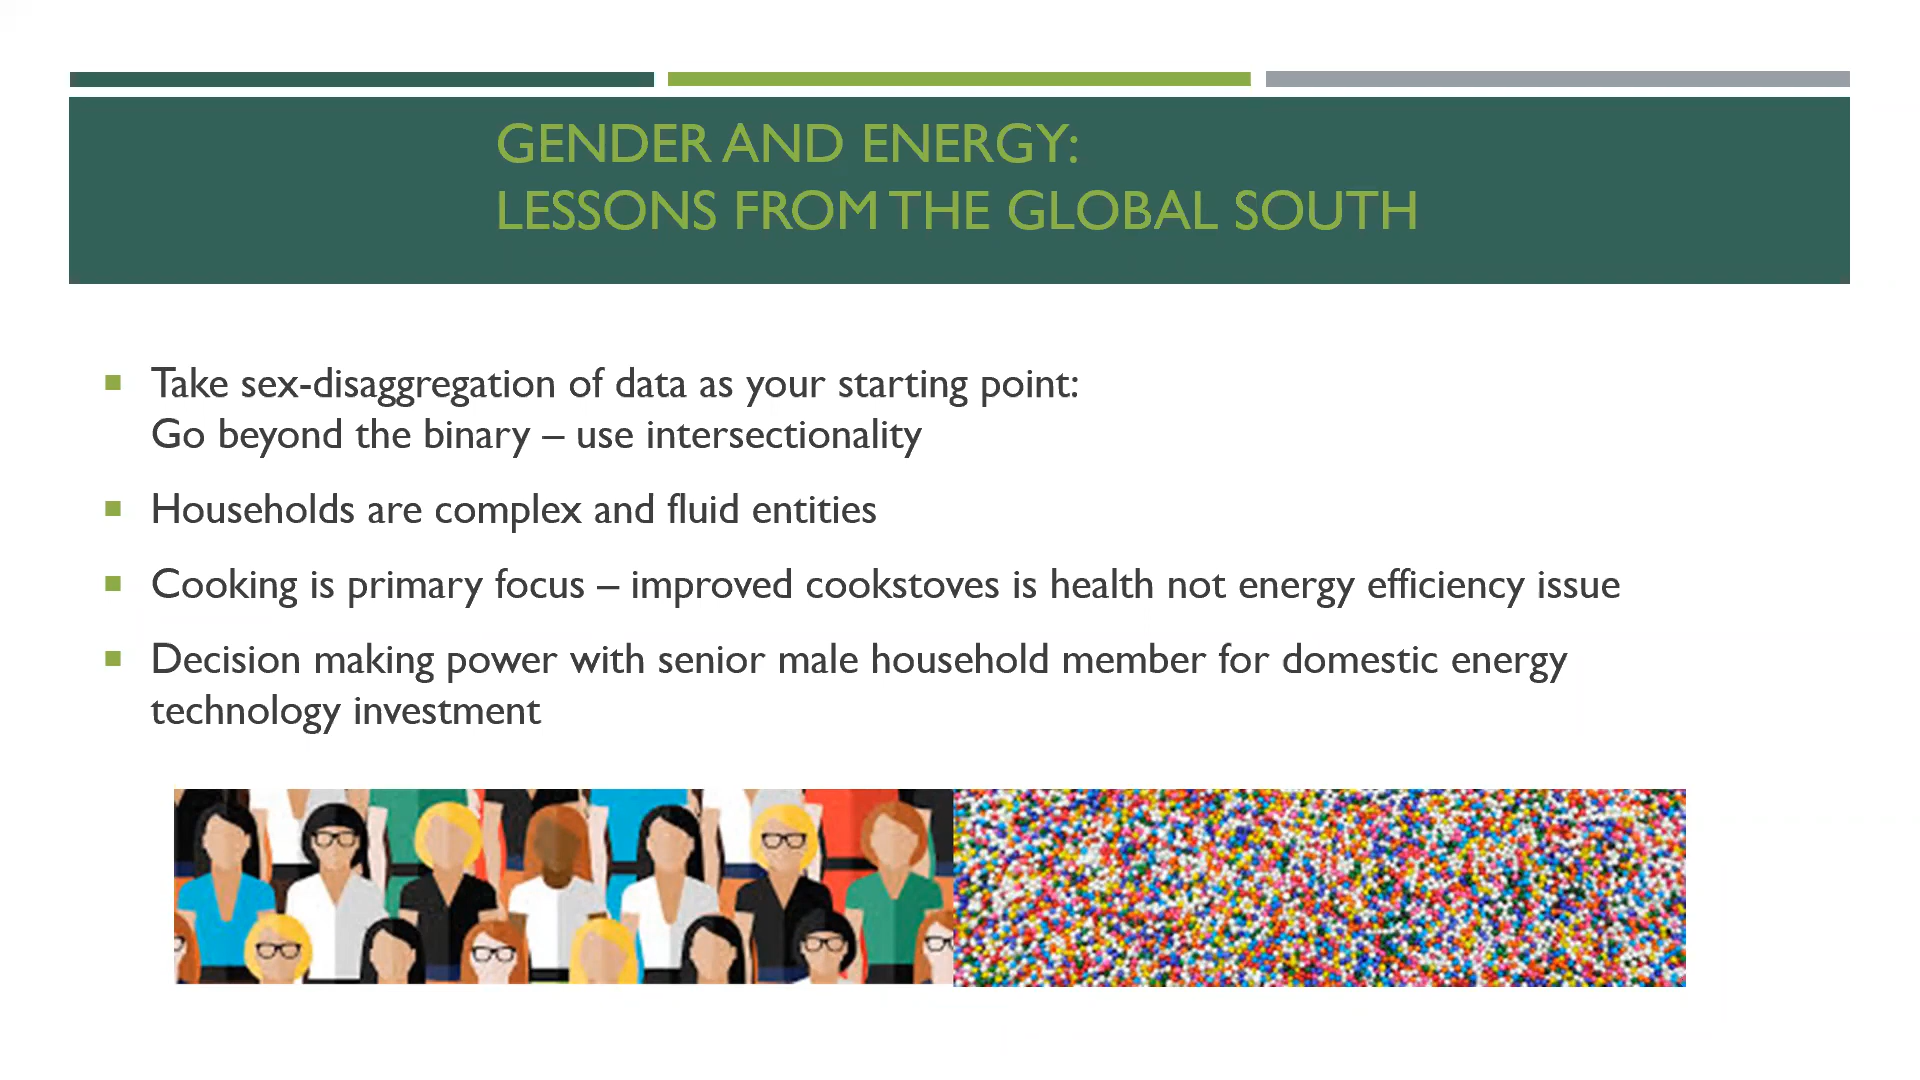 GENDER AND ENERGY:
LESSONS FROM THE GLOBAL SOUTH
Take sex-disaggregation of data as your starting point:
Go beyond the binary – use intersectionality
Households are complex and fluid entities
Cooking is primary focus – improved cookstoves is health not energy efficiency issue
Decision making power with senior male household member for domestic energy
technology investment